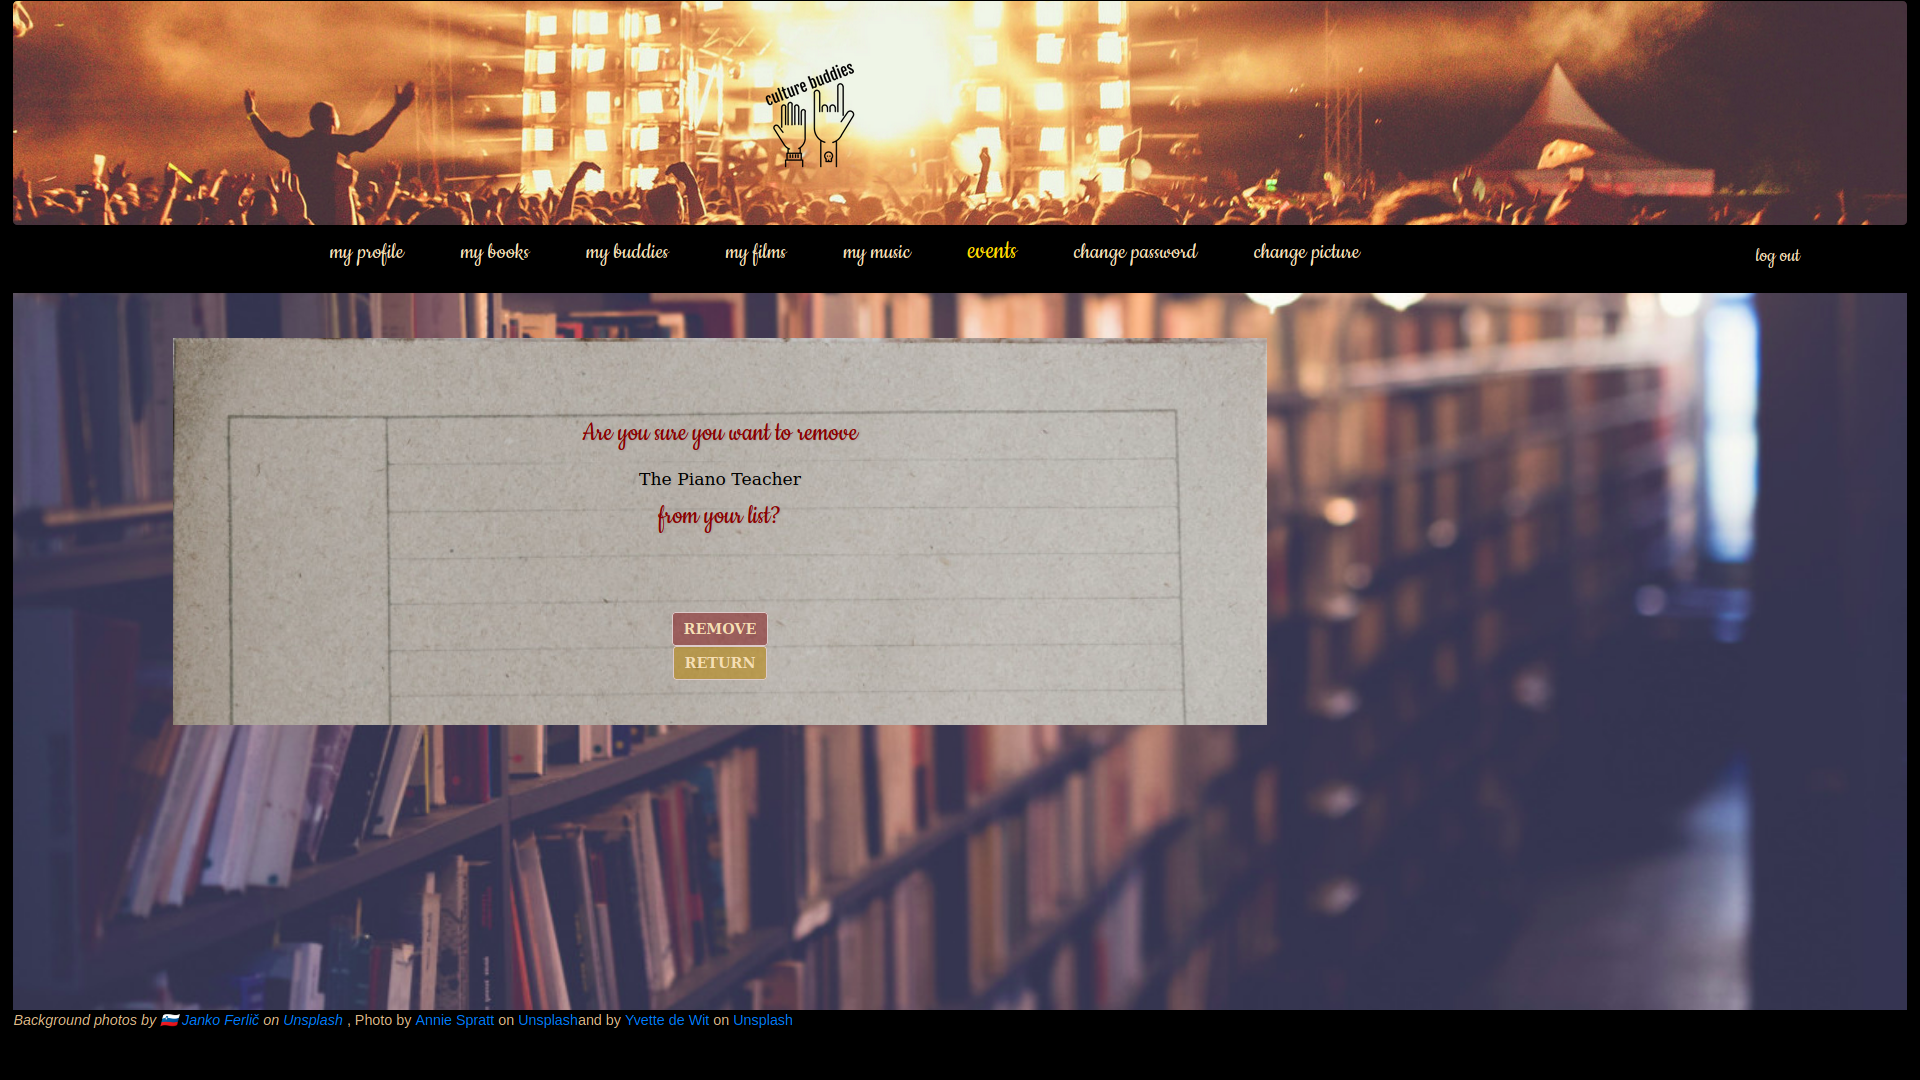 culture buddies
my profile my books my buddies my films my music events change password change picture log out
Are you sure you want to remove
The Piano Teacher
from your list?
REMOVE
RETURN
Background photos by 🇸🇮 Janko Ferlič on Unsplash , Photo by Annie Spratt on Unsplashand by Yvette de Wit on Unsplash